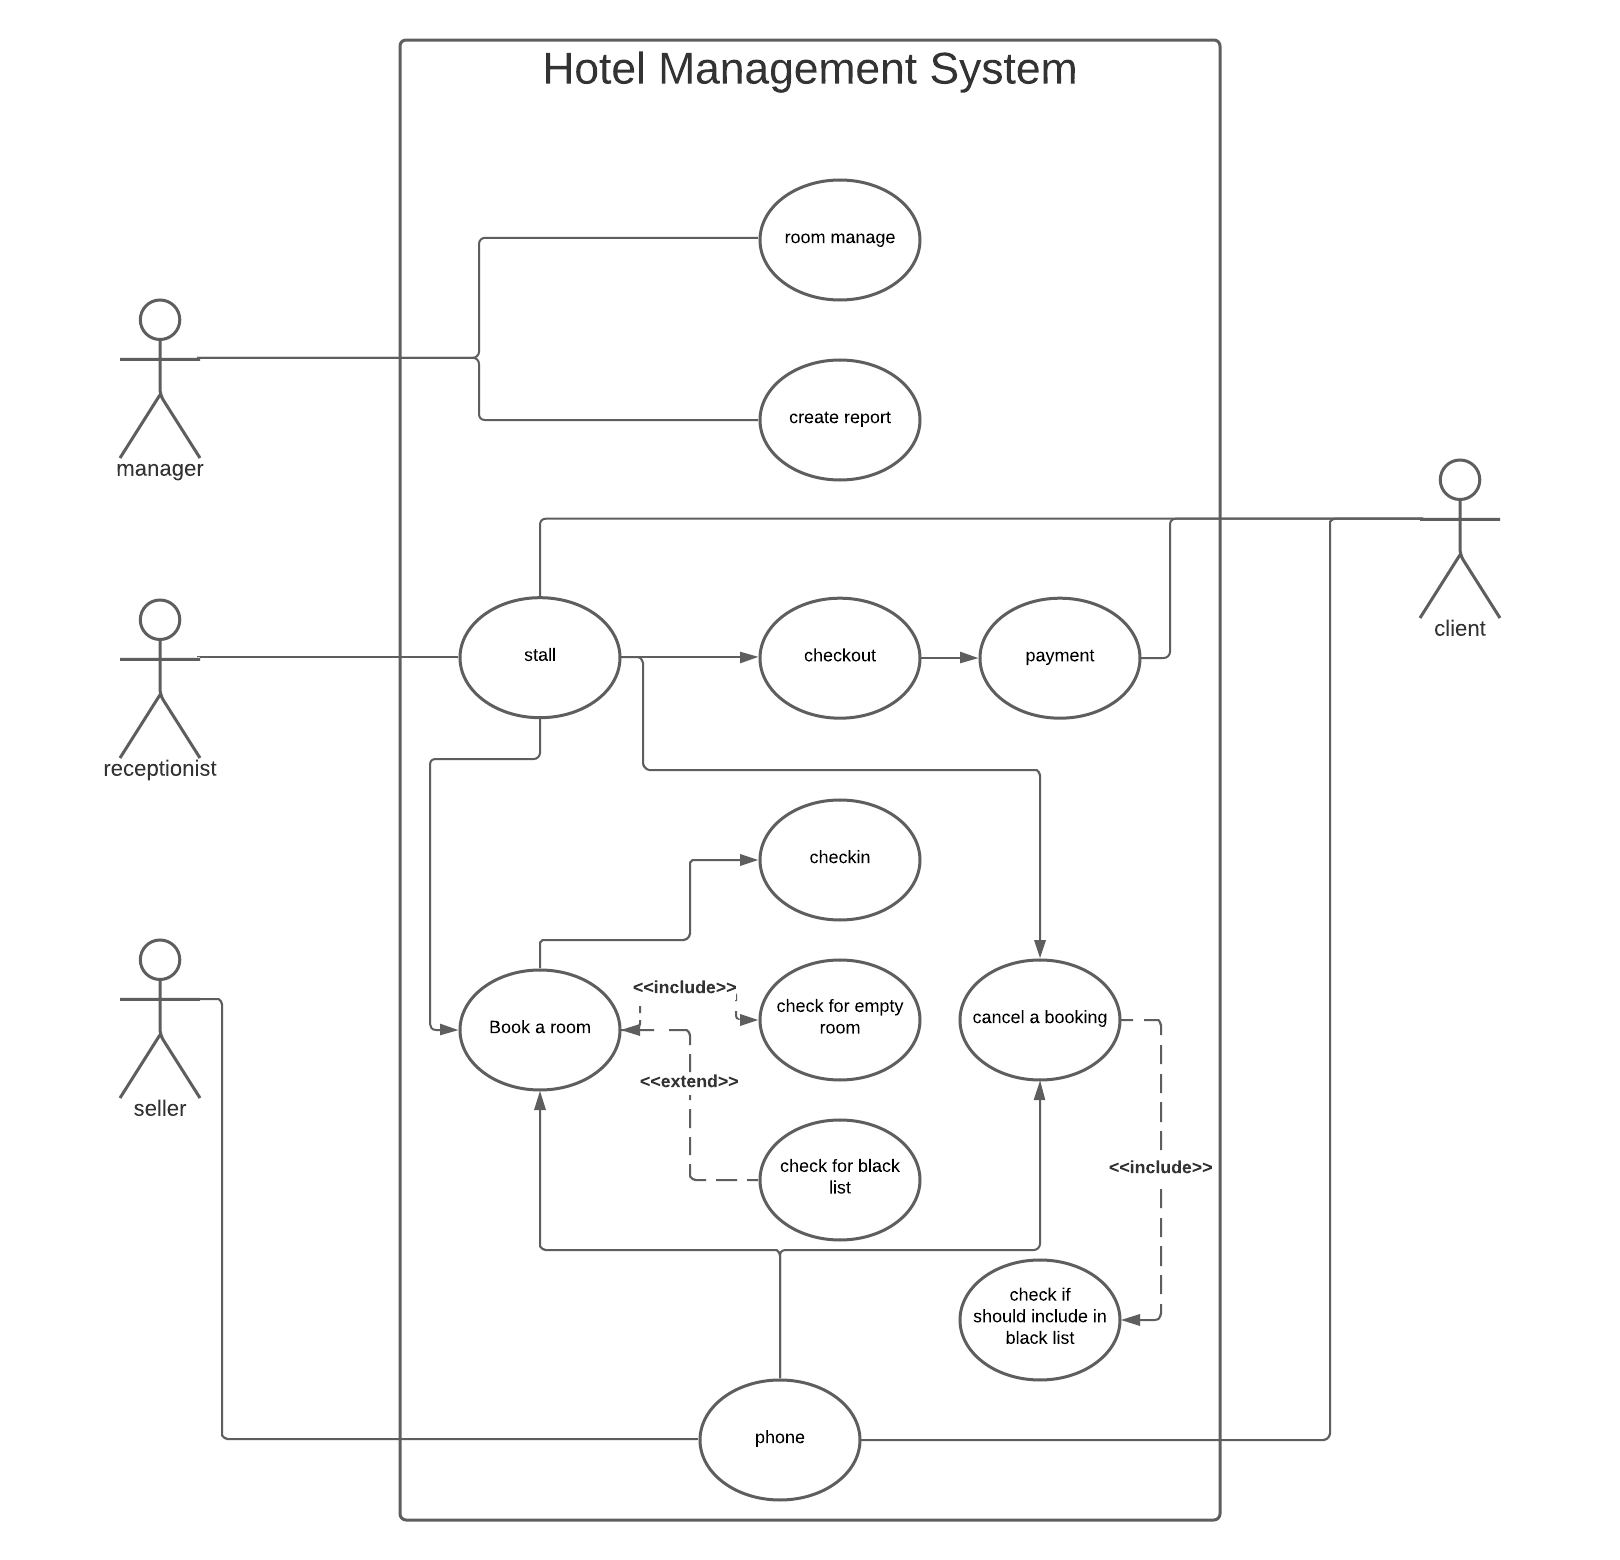 Hotel Management System
room manage
manager
create report
client
receptionist
stall
checkout
payment
checkin
seller
Book a room
<<include>>
check for empty
room
cancel a booking
<<extend>>
check for black
list
<<include>>
check if
should include in
black list
phone